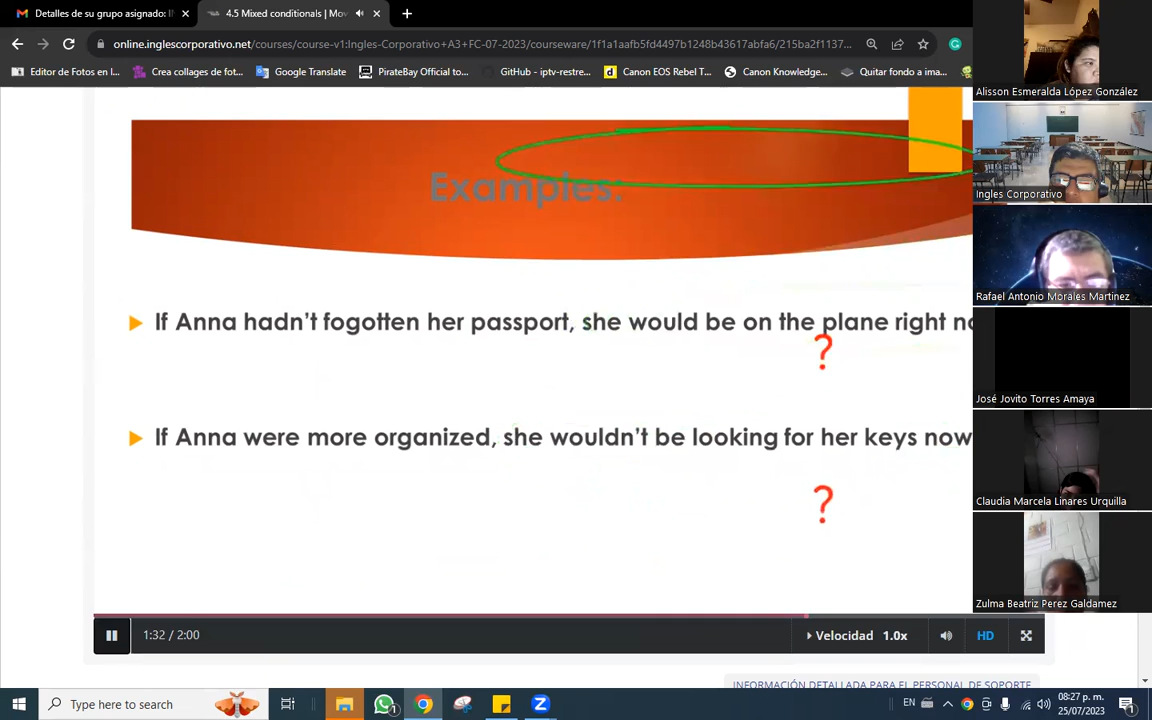 Detalles de su grupo asignado: I
4.5 Mixed conditionals | Mov
online.inglescorporativo.net/courses/course-v1:Ingles-Corporativo+A3+FC-07-2023/courseware/1f1a1aafb5fd4497b1248b43617abfa6/215ba2f1137...
Editor de Fotos en l...
Crea collages de fot...
Google Translate
PirateBay Official to...
GitHub - iptv-restre...
Canon EOS Rebel T...
Canon Knowledge...
Quitar fondo a ima...
Alisson Esmeralda López González
Ingles Corporativo
Rafael Antonio Morales Martinez
José Jovito Torres Amaya
Claudia Marcela Linares Urquilla
Zulma Beatriz Perez Galdamez
Examples:
If Anna hadn't fogotten her passport, she would be on the plane right no
?
If Anna were more organized, she wouldn't be looking for her keys now
?
1:32 / 2:00
Velocidad 1.0x
HD
INFORMACIÓN DETALLADA PARA EL PERSONAL DE SOPORTE
Type here to search
1
EN
08:27 p. m.
25/07/2023
1